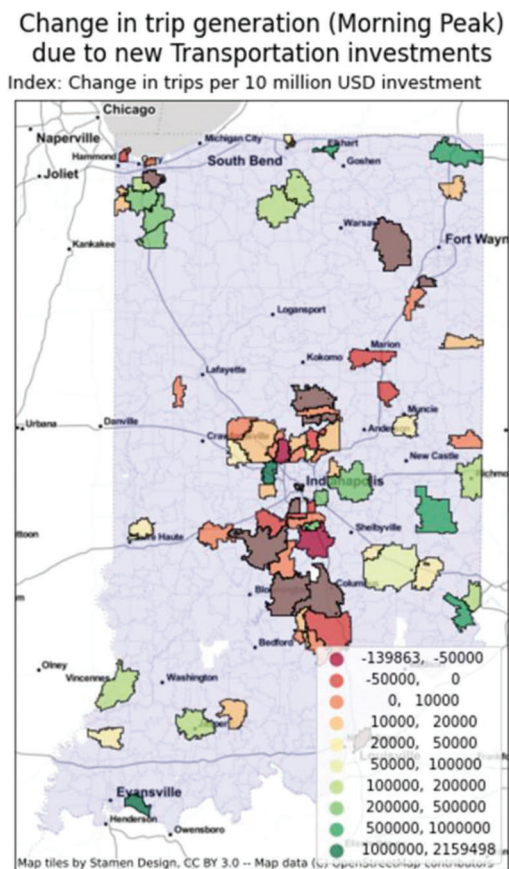 Change in trip generation (Morning Peak)
due to new Transportation investments
Index: Change in trips per 10 million USD investment
Chicago
Naperville
Michigan City
Elkhart
Hammond
Gary
South Bend
Goshen
Joliet
Warsaw
Kankakee
Fort Wayn
Logansport
Marion
Kokomo
Lafayette
Muncie
Urbana
Danville
New Castle
Indianapolis
Richmo
ttoon
Shelbyville
Haute
m
Bedford
Olney
Vincennes
Washington
Evansville
Henderson
Owensboro
-139863, -50000
-50000, 0
0, 10000
10000, 20000
20000, 50000
50000, 100000
100000, 200000
200000, 500000
500000, 1000000
1000000, 2159498
Map tiles by Stamen Design, CC BY 3.0 -- Map data (C) OpenStreetMap contributors